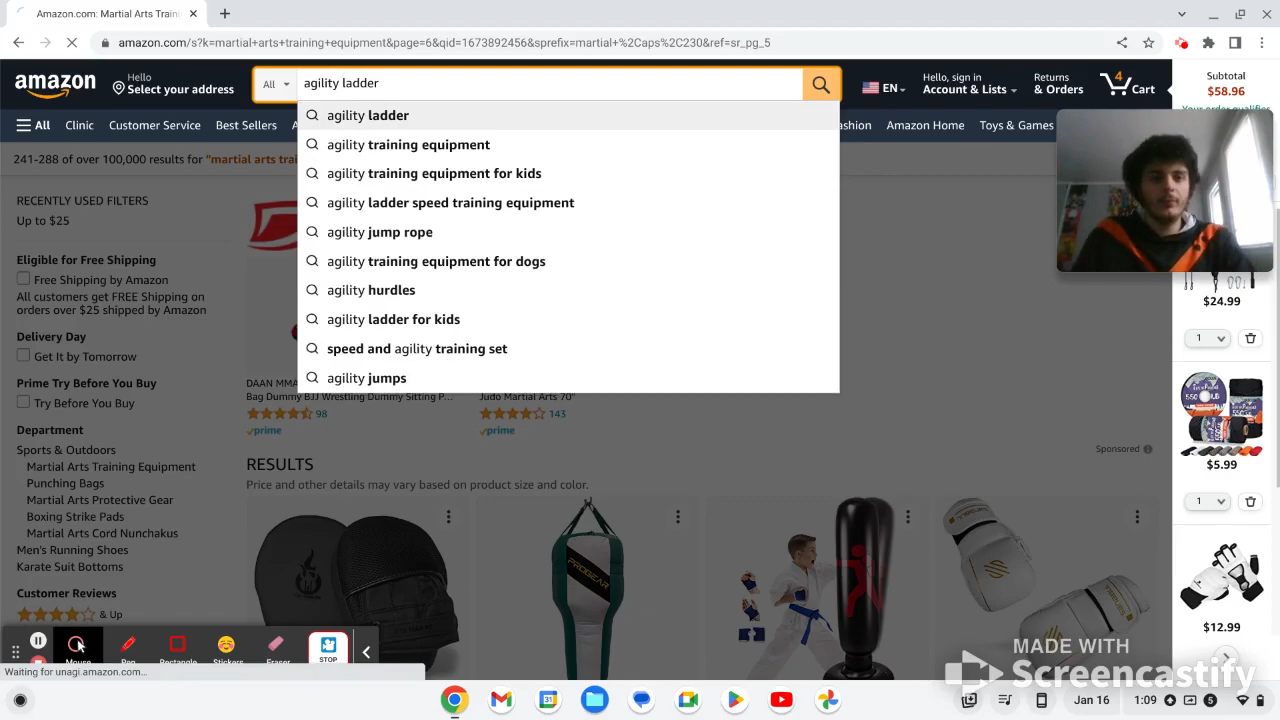 Amazon.com: Martial Arts Trainin
amazon.com/s?k=martial+arts+training+equipment&page=6&qid=1673892456&sprefix=martial+%2Caps%2C230&ref=sr_pg_5
amazon
Hello
Select your address
All
agility ladder
EN
Hello, sign in
Account & Lists
Returns
& Orders
4
Cart
Subtotal
$58.96
Your order qualifies
All
Clinic
Customer Service
Best Sellers
Amazon Home
Toys & Games
agility ladder
agility training equipment
agility training equipment for kids
agility ladder speed training equipment
agility jump rope
agility training equipment for dogs
agility hurdles
agility ladder for kids
speed and agility training set
agility jumps
241-288 of over 100,000 results for "martial arts trai
RECENTLY USED FILTERS
Up to $25
Eligible for Free Shipping
Free Shipping by Amazon
All customers get FREE Shipping on
orders over $25 shipped by Amazon
Delivery Day
Get It by Tomorrow
Prime Try Before You Buy
Try Before You Buy
Department
Sports & Outdoors
Martial Arts Training Equipment
Punching Bags
Martial Arts Protective Gear
Boxing Strike Pads
Martial Arts Cord Nunchakus
Men's Running Shoes
Karate Suit Bottoms
Customer Reviews
& Up
DAAN MMA
Bag Dummy BJJ Wrestling Dummy Sitting P...
98
prime
Judo Martial Arts 70"
143
prime
Sponsored
RESULTS
Price and other details may vary based on product size and color.
PROBEAR
$24.99
1
550
$5.99
1
$12.99
Mouse
Pen
Rectangle
Stickers
Eraser
STOP
Waiting for unagi.amazon.com...
MADE WITH
Screencastify
Jan 16
1:09
5